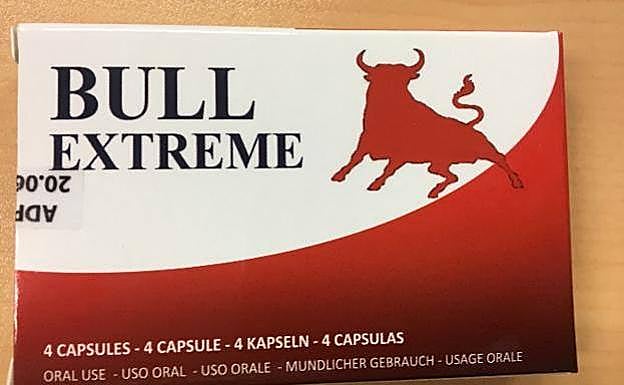 BULL
EXTREME
20.06
4 CAPSULES - 4 CAPSULE - 4 KAPSELN - 4 CAPSULAS
ORAL USE - USO ORAL - USO ORALE - MUNDLICHER GEBRAUCH - USAGE ORALE